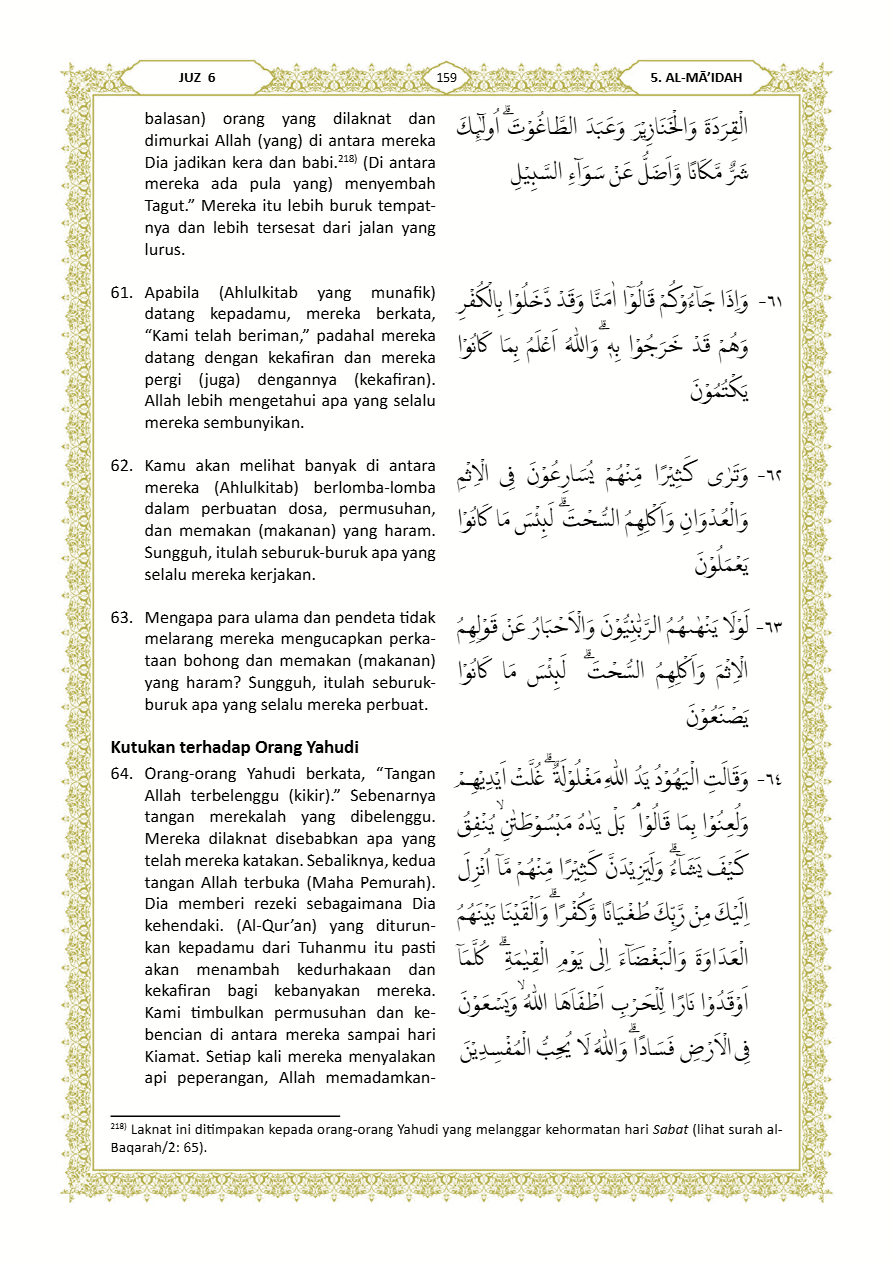 JUZ 6
159
5. AL-MĀ’IDAH
balasan) orang yang dilaknat dan
dimurkai Allah (yang) di antara mereka
Dia jadikan kera dan babi.²¹⁸⁾ (Di antara
mereka ada pula yang) menyembah
Tagut.” Mereka itu lebih buruk tempat-
nya dan lebih tersesat dari jalan yang
lurus.
الْقِرَدَةَ وَالْخَنَازِيْرَ وَعَبَدَ الطَّاغُوْتَۗ اُولٰۤىِٕكَ
شَرٌّ مَّكَانًا وَّاَضَلُّ عَنْ سَوَاۤءِ السَّبِيْلِ
61. Apabila (Ahlulkitab yang munafik)
datang kepadamu, mereka berkata,
“Kami telah beriman,” padahal mereka
datang dengan kekafiran dan mereka
pergi (juga) dengannya (kekafiran).
Allah lebih mengetahui apa yang selalu
mereka sembunyikan.
٦١- وَاِذَا جَاۤءُوْكُمْ قَالُوْٓا اٰمَنَّا وَقَدْ دَّخَلُوْا بِالْكُفْرِ
وَهُمْ قَدْ خَرَجُوْا بِهٖۗ وَاللّٰهُ اَعْلَمُ بِمَا كَانُوْا
يَكْتُمُوْنَ
62. Kamu akan melihat banyak di antara
mereka (Ahlulkitab) berlomba-lomba
dalam perbuatan dosa, permusuhan,
dan memakan (makanan) yang haram.
Sungguh, itulah seburuk-buruk apa yang
selalu mereka kerjakan.
٦٢- وَتَرٰى كَثِيْرًا مِّنْهُمْ يُسَارِعُوْنَ فِى الْاِثْمِ
وَالْعُدْوَانِ وَاَكْلِهِمُ السُّحْتَۗ لَبِئْسَ مَا كَانُوْا
يَعْمَلُوْنَ
63. Mengapa para ulama dan pendeta tidak
melarang mereka mengucapkan perka-
taan bohong dan memakan (makanan)
yang haram? Sungguh, itulah seburuk-
buruk apa yang selalu mereka perbuat.
٦٣- لَوْلَا يَنْهٰىهُمُ الرَّبّٰنِيُّوْنَ وَالْاَحْبَارُ عَنْ قَوْلِهِمُ
الْاِثْمَ وَاَكْلِهِمُ السُّحْتَۗ لَبِئْسَ مَا كَانُوْا
يَصْنَعُوْنَ
Kutukan terhadap Orang Yahudi
64. Orang-orang Yahudi berkata, “Tangan
Allah terbelenggu (kikir).” Sebenarnya
tangan merekalah yang dibelenggu.
Mereka dilaknat disebabkan apa yang
telah mereka katakan. Sebaliknya, kedua
tangan Allah terbuka (Maha Pemurah).
Dia memberi rezeki sebagaimana Dia
kehendaki. (Al-Qur’an) yang diturun-
kan kepadamu dari Tuhanmu itu pasti
akan menambah kedurhakaan dan
kekafiran bagi kebanyakan mereka.
Kami timbulkan permusuhan dan ke-
bencian di antara mereka sampai hari
Kiamat. Setiap kali mereka menyalakan
api peperangan, Allah memadamkan-
٦٤- وَقَالَتِ الْيَهُوْدُ يَدُ اللّٰهِ مَغْلُوْلَةٌۗ غُلَّتْ اَيْدِيْهِمْ
وَلُعِنُوْا بِمَا قَالُوْاۘ بَلْ يَدٰهُ مَبْسُوْطَتٰنِۙ يُنْفِقُ
كَيْفَ يَشَاۤءُۗ وَلَيَزِيْدَنَّ كَثِيْرًا مِّنْهُمْ مَّآ اُنْزِلَ
اِلَيْكَ مِنْ رَّبِّكَ طُغْيَانًا وَّكُفْرًاۗ وَاَلْقَيْنَا بَيْنَهُمُ
الْعَدَاوَةَ وَالْبَغْضَاۤءَ اِلٰى يَوْمِ الْقِيٰمَةِۗ كُلَّمَآ
اَوْقَدُوْا نَارًا لِّلْحَرْبِ اَطْفَاَهَا اللّٰهُۙ وَيَسْعَوْنَ
فِى الْاَرْضِ فَسَادًاۗ وَاللّٰهُ لَا يُحِبُّ الْمُفْسِدِيْنَ
²¹⁸⁾ Laknat ini ditimpakan kepada orang-orang Yahudi yang melanggar kehormatan hari Sabat (lihat surah al-
Baqarah/2: 65).